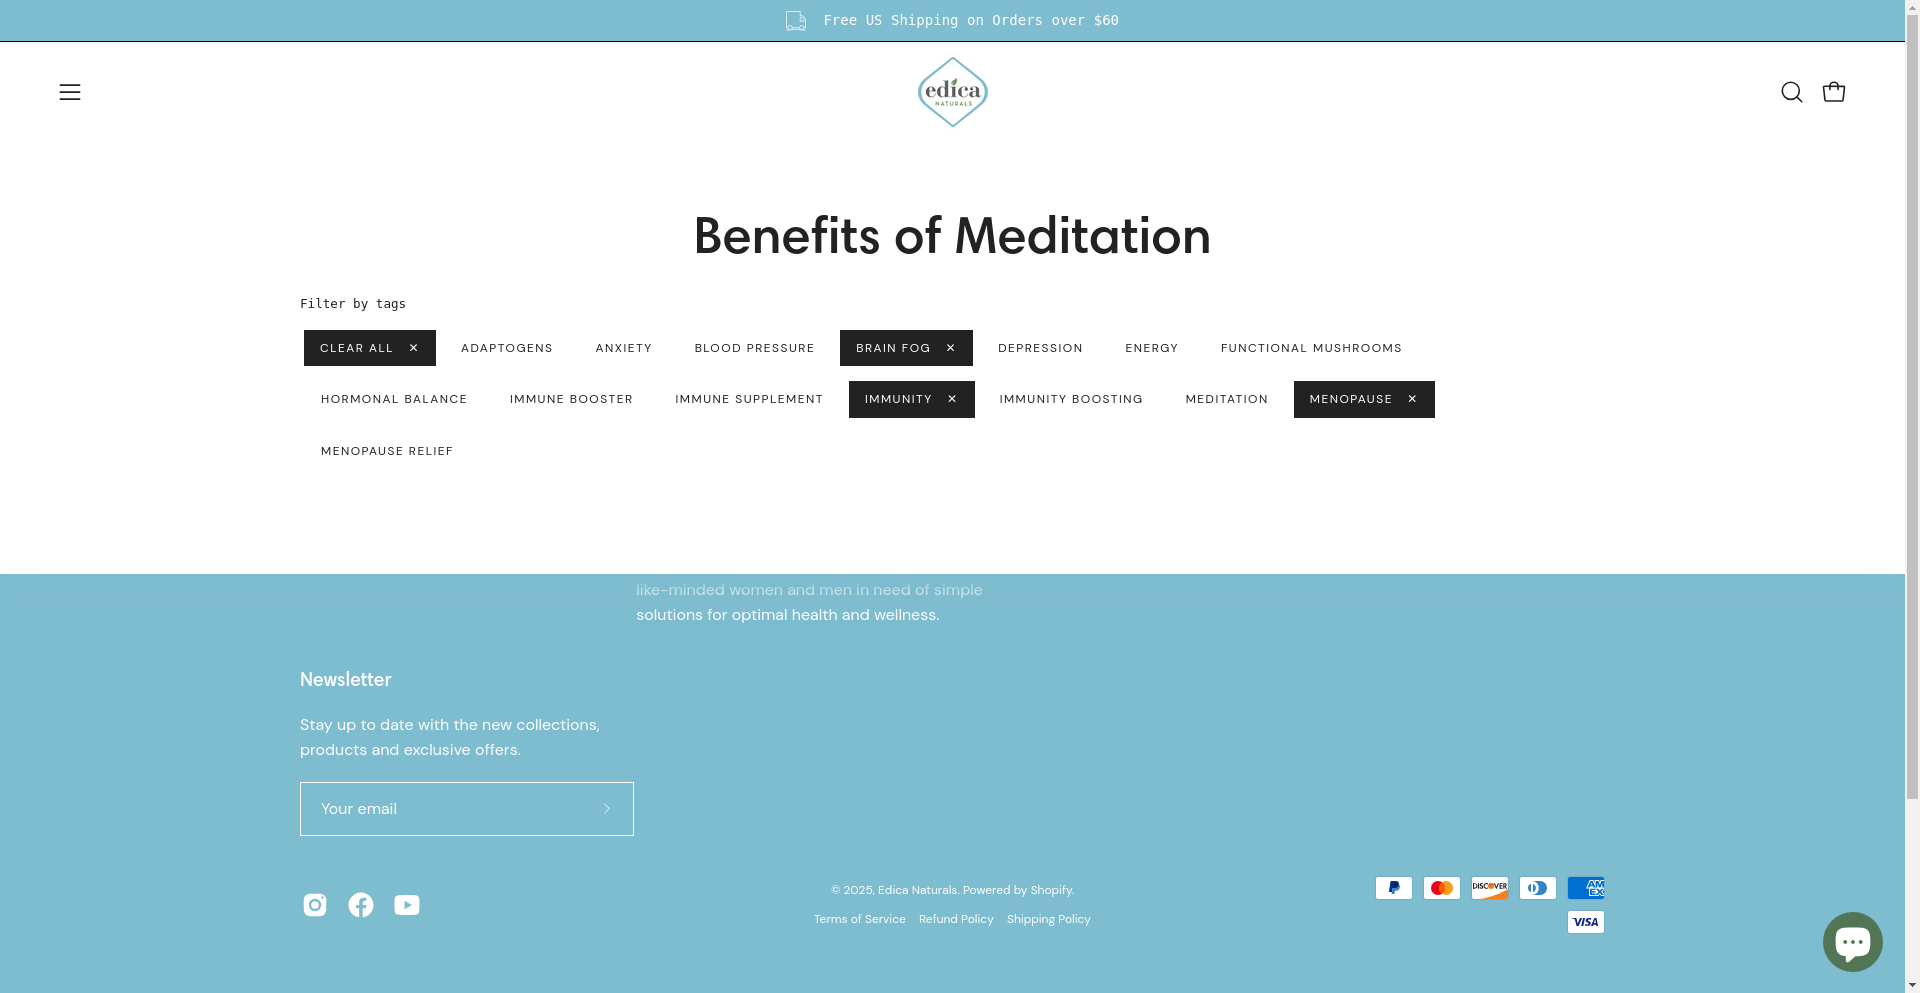 Free US Shipping on Orders over $60
edica
NATURALS
Benefits of Meditation
Filter by tags
CLEAR ALL ✕ ADAPTOGENS ANXIETY BLOOD PRESSURE BRAIN FOG ✕ DEPRESSION ENERGY FUNCTIONAL MUSHROOMS
HORMONAL BALANCE IMMUNE BOOSTER IMMUNE SUPPLEMENT IMMUNITY ✕ IMMUNITY BOOSTING MEDITATION MENOPAUSE ✕
MENOPAUSE RELIEF
like-minded women and men in need of simple
solutions for optimal health and wellness.
Newsletter
Stay up to date with the new collections,
products and exclusive offers.
Your email
© 2025, Edica Naturals. Powered by Shopify.
Terms of Service Refund Policy Shipping Policy
DISCOVER
AM
EX
VISA